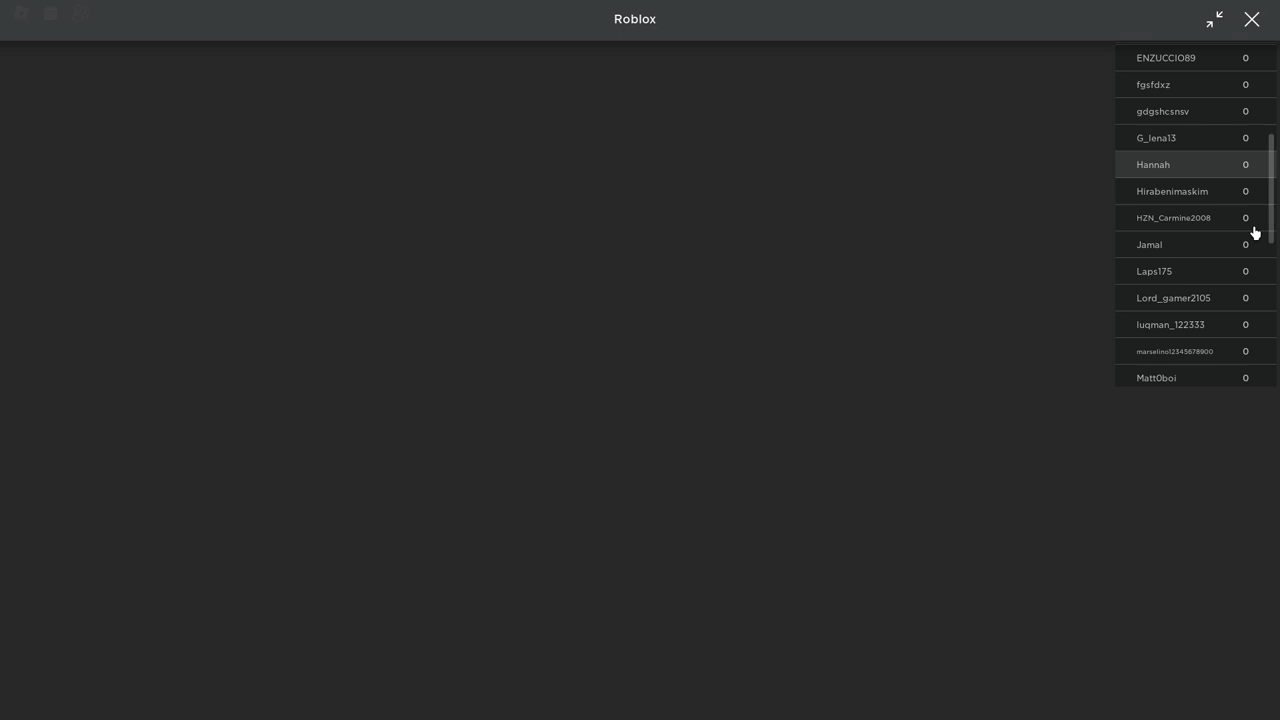 Roblox
ENZUCCIO89 0
fgsfdxz 0
gdgshcsnsv 0
G_lena13 0
Hannah 0
Hirabenimaskim 0
HZN_Carmine2008 0
Jamal 0
Laps175 0
Lord_gamer2105 0
luqman_122333 0
marselino12345678900 0
Matt0boi 0